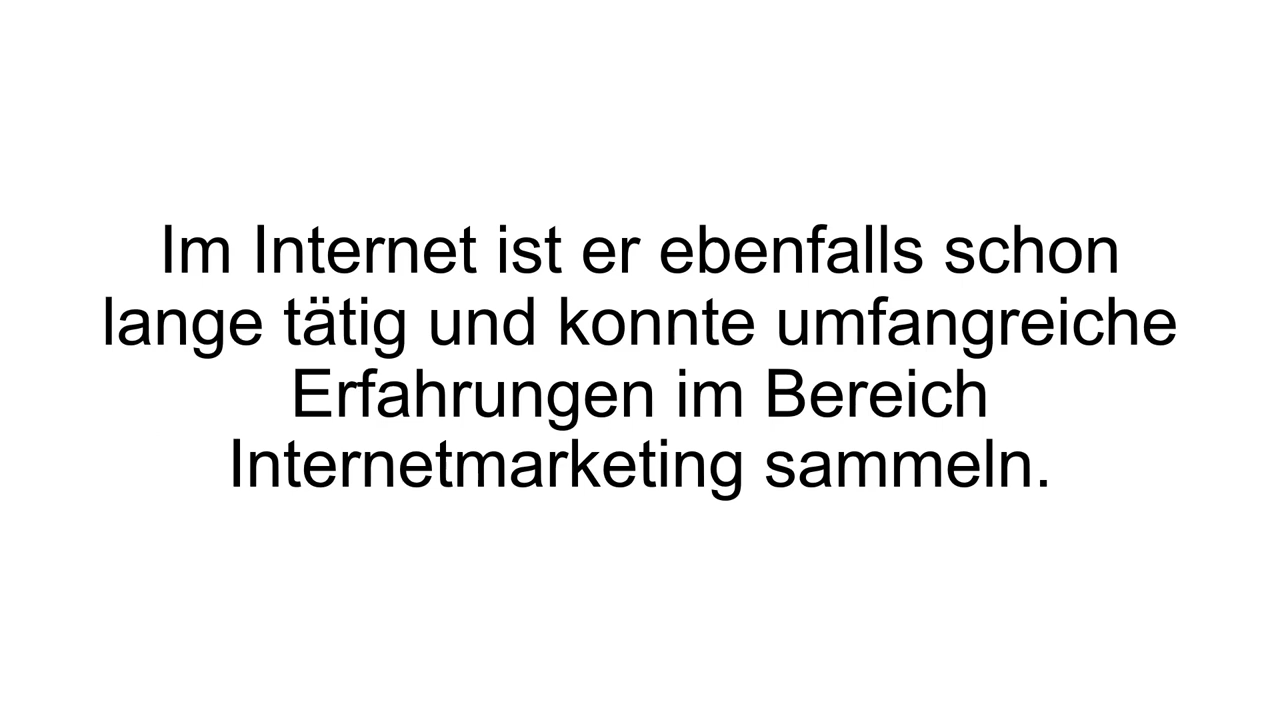 Im Internet ist er ebenfalls schon
lange tätig und konnte umfangreiche
Erfahrungen im Bereich
Internetmarketing sammeln.